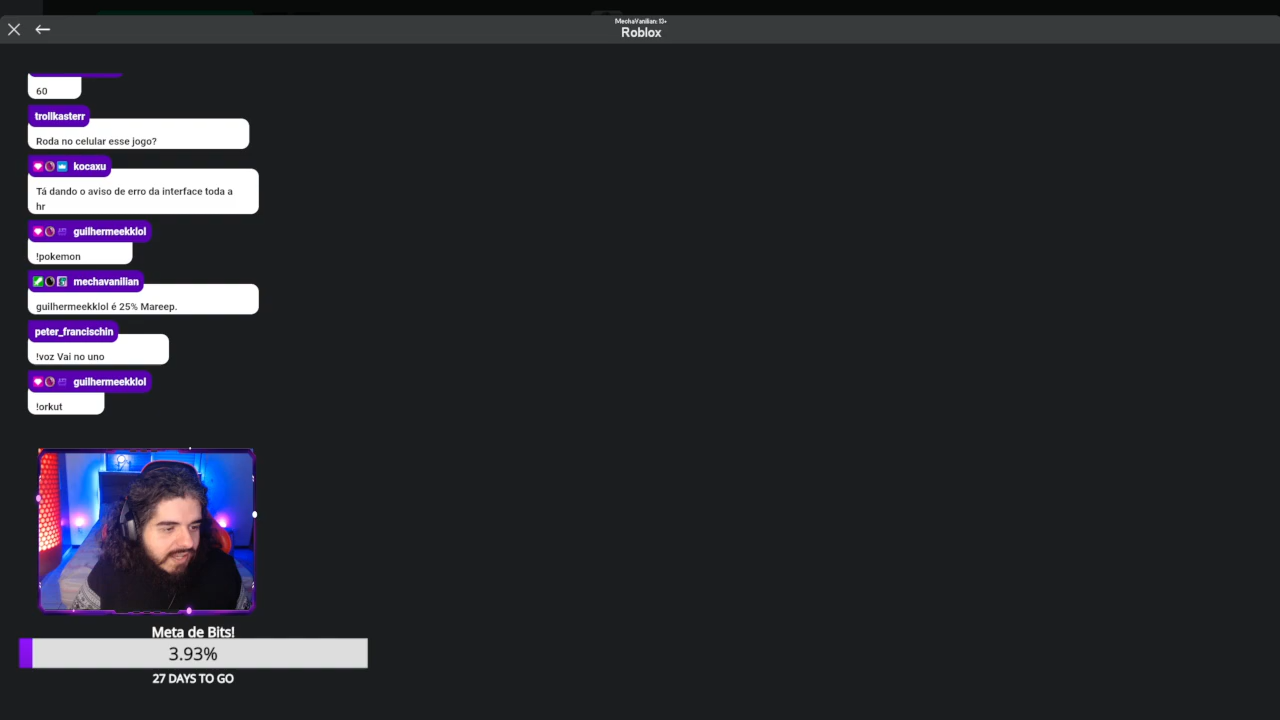 MechaVanilian: 13+
Roblox
60
trollkasterr
Roda no celular esse jogo?
kocaxu
Tá dando o aviso de erro da interface toda a
hr
guilhermeekklol
!pokemon
mechavanilian
guilhermeekklol é 25% Mareep.
peter_francischin
!voz Vai no uno
guilhermeekklol
!orkut
Meta de Bits!
3.93%
27 DAYS TO GO